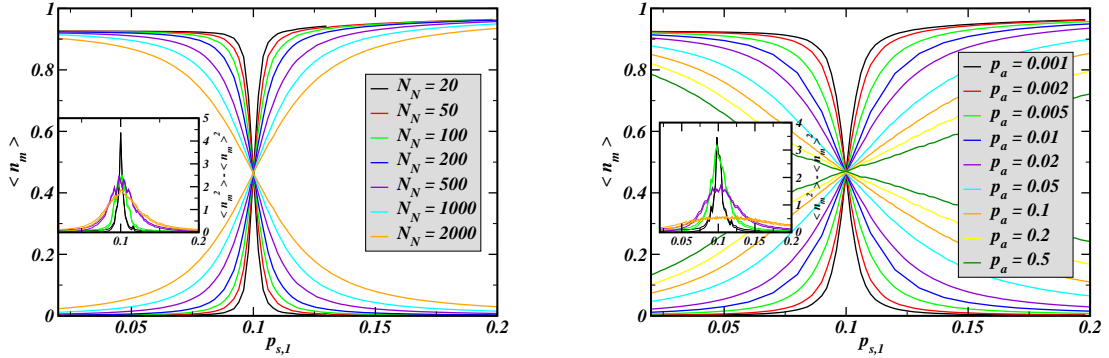 1
0.8
0.6
0.4
0.2
0
< n_m >
0.05
0.1
0.15
0.2
p_{s,1}
N_N = 20
N_N = 50
N_N = 100
N_N = 200
N_N = 500
N_N = 1000
N_N = 2000
5
4
3
2
1
0
0.1
0.2
< n_m^2 > - < n_m >^2
1
0.8
0.6
0.4
0.2
0
< n_m >
0.05
0.1
0.15
0.2
p_{s,1}
p_a = 0.001
p_a = 0.002
p_a = 0.005
p_a = 0.01
p_a = 0.02
p_a = 0.05
p_a = 0.1
p_a = 0.2
p_a = 0.5
4
3
2
1
0
0.05
0.1
0.15
0.2
< n_m^2 > - < n_m >^2